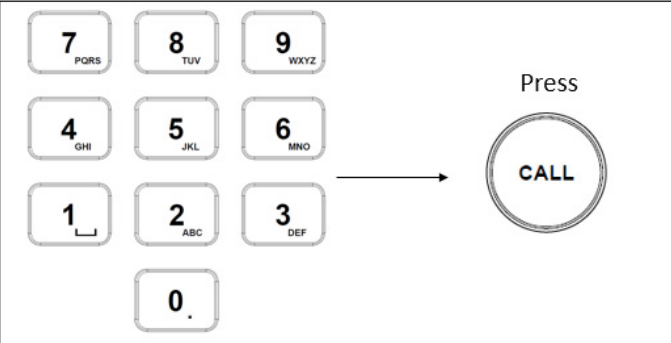 7 PQRS 8 TUV 9 WXYZ
Press
4 GHI 5 JKL 6 MNO
CALL
1 2 ABC 3 DEF
0 .